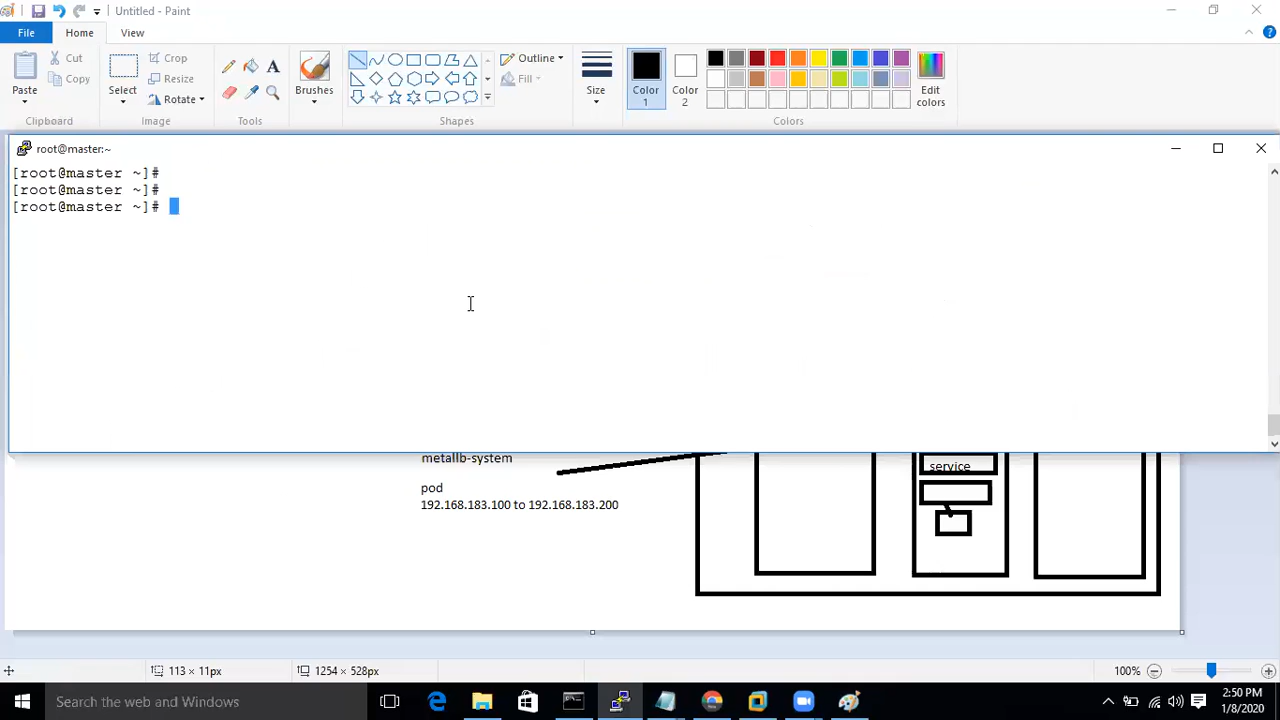 Untitled - Paint
File
Home
View
Paste
Cut
Copy
Clipboard
Select
Crop
Resize
Rotate
Image
A
Tools
Brushes
Shapes
Outline
Fill
Size
Color
1
Color
2
Edit
colors
Colors
root@master:~
[root@master ~]#
[root@master ~]#
[root@master ~]#
metallb-system
service
pod
192.168.183.100 to 192.168.183.200
113 × 11px
1254 × 528px
100%
Search the web and Windows
2:50 PM
1/8/2020